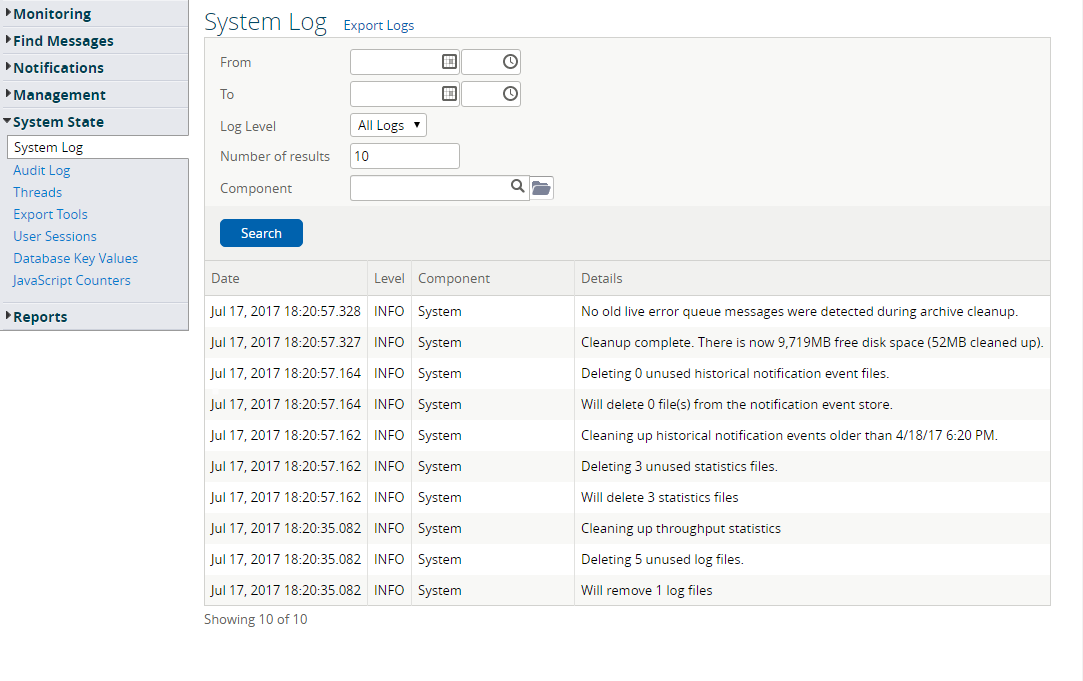 Monitoring
Find Messages
Notifications
Management
System State
System Log
Audit Log
Threads
Export Tools
User Sessions
Database Key Values
JavaScript Counters
Reports
System Log Export Logs
From
To
Log Level All Logs
Number of results 10
Component
Search
Date Level Component Details
Jul 17, 2017 18:20:57.328 INFO System No old live error queue messages were detected during archive cleanup.
Jul 17, 2017 18:20:57.327 INFO System Cleanup complete. There is now 9,719MB free disk space (52MB cleaned up).
Jul 17, 2017 18:20:57.164 INFO System Deleting 0 unused historical notification event files.
Jul 17, 2017 18:20:57.164 INFO System Will delete 0 file(s) from the notification event store.
Jul 17, 2017 18:20:57.162 INFO System Cleaning up historical notification events older than 4/18/17 6:20 PM.
Jul 17, 2017 18:20:57.162 INFO System Deleting 3 unused statistics files.
Jul 17, 2017 18:20:57.162 INFO System Will delete 3 statistics files
Jul 17, 2017 18:20:35.082 INFO System Cleaning up throughput statistics
Jul 17, 2017 18:20:35.082 INFO System Deleting 5 unused log files.
Jul 17, 2017 18:20:35.082 INFO System Will remove 1 log files
Showing 10 of 10